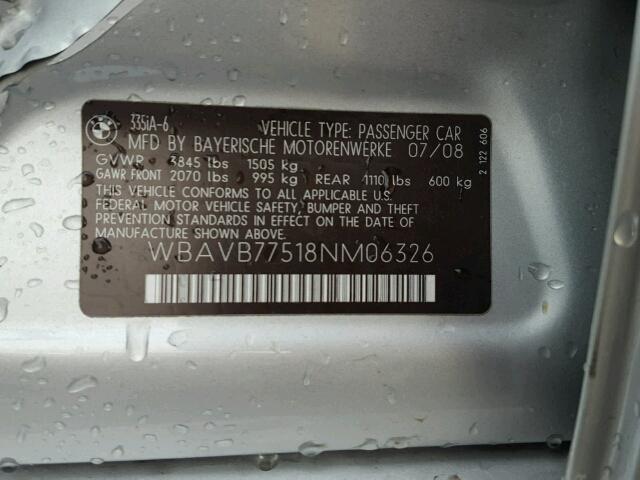 BMW
335iA-6
VEHICLE TYPE: PASSENGER CAR
MFD BY BAYERISCHE MOTORENWERKE 07/08
GVWR 3845 lbs 1505 kg
GAWR FRONT 2070 lbs 995 kg REAR 1110 lbs 600 kg
THIS VEHICLE CONFORMS TO ALL APPLICABLE U.S.
FEDERAL MOTOR VEHICLE SAFETY, BUMPER AND THEFT
PREVENTION STANDARDS IN EFFECT ON THE DATE OF
MANUFACTURE SHOWN ABOVE.
WBAVB77518NM06326
2 122 606